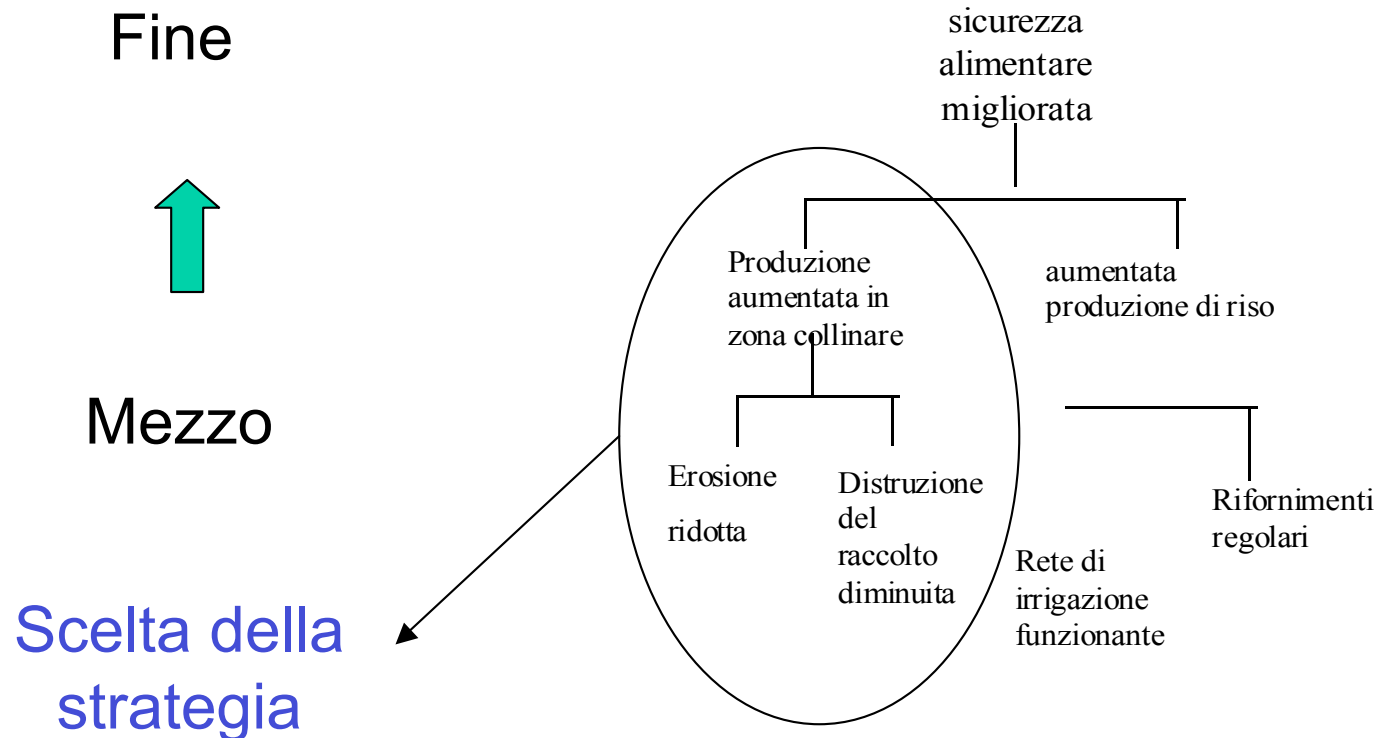 Fine
sicurezza
alimentare
migliorata
Produzione
aumentata in
zona collinare
aumentata
produzione di riso
Mezzo
Erosione
ridotta
Distruzione
del
raccolto
diminuita
Rete di
irrigazione
funzionante
Rifornimenti
regolari
Scelta della
strategia